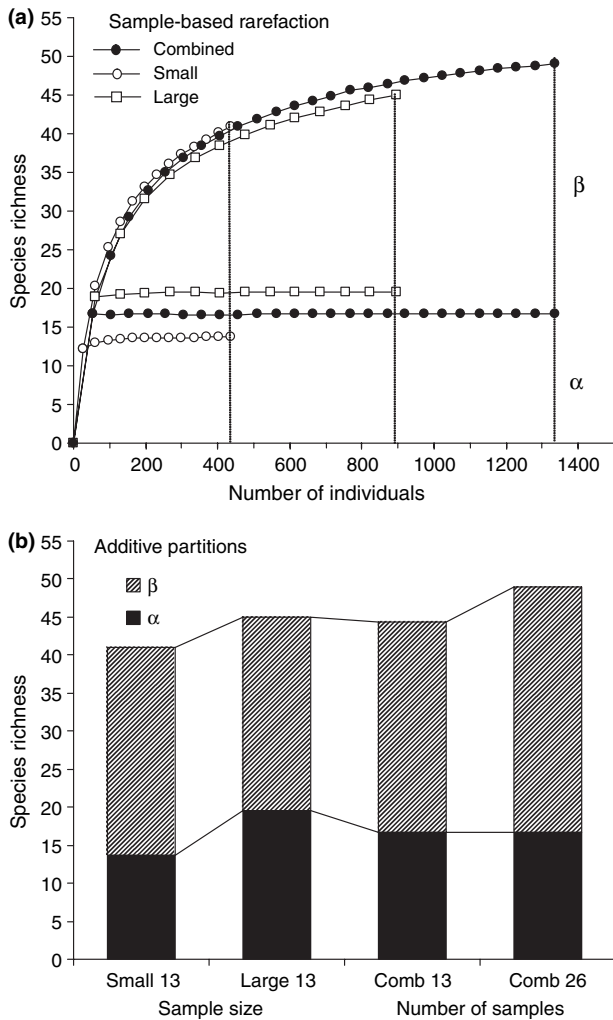 (a)
Sample-based rarefaction
Combined
Small
Large
55
50
45
40
35
30
25
20
15
10
5
0
Species richness
β
α
0 200 400 600 800 1000 1200 1400
Number of individuals
(b)
Additive partitions
β
α
55
50
45
40
35
30
25
20
15
10
5
0
Species richness
Small 13 Large 13 Comb 13 Comb 26
Sample size Number of samples